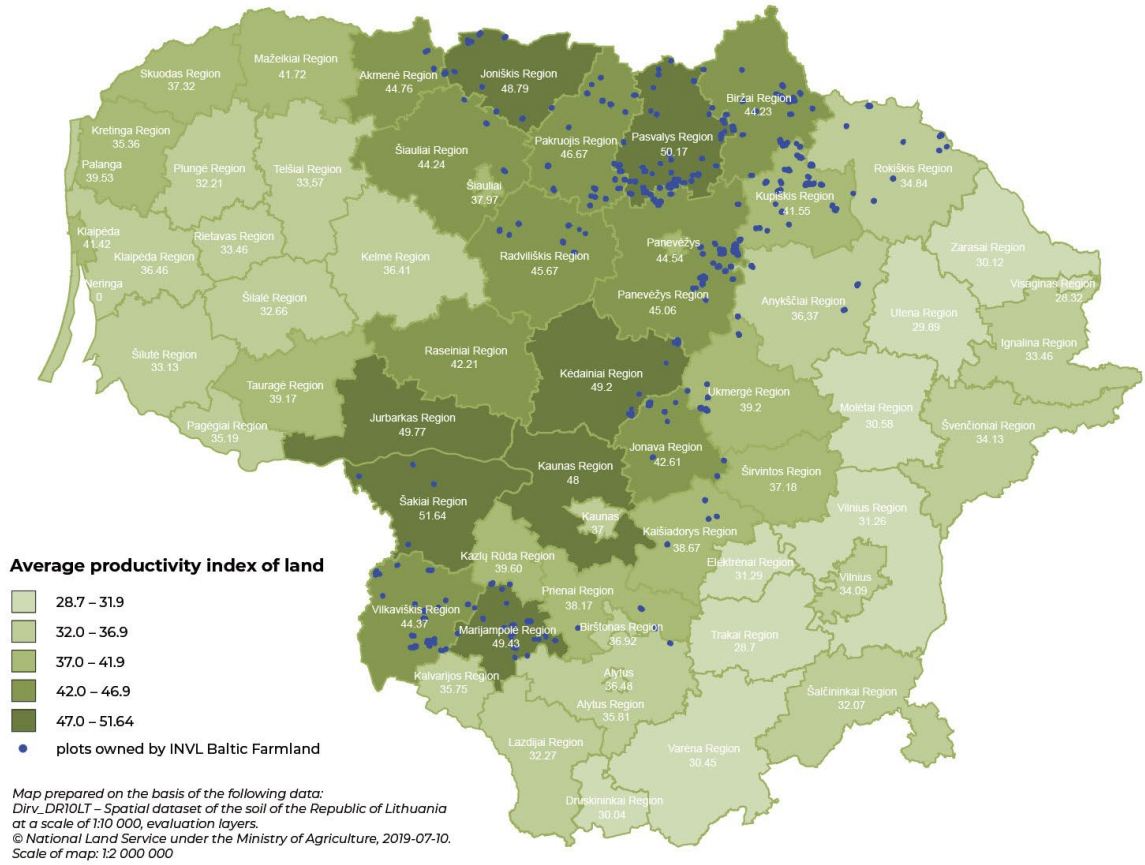 Skuodas Region
37.32
Mažeikiai Region
41.72
Akmenė Region
44.76
Joniškis Region
48.79
Biržai Region
44.23
Kretinga Region
35.36
Palanga
39.53
Plungė Region
32.21
Telšiai Region
33,57
Šiauliai Region
44.24
Šiauliai
37.97
Pakruojis Region
46.67
Pasvalys Region
50.17
Rokiškis Region
34.84
Kupiškis Region
41.55
Klaipėda
41.42
Klaipėda Region
36.46
Rietavas Region
33.46
Kelmė Region
36.41
Radviliškis Region
45.67
Panevėžys
44.54
Panevėžys Region
45.06
Zarasai Region
30.12
Visaginas Region
28.32
Neringa
0
Šilalė Region
32.66
Anykščiai Region
36,37
Utena Region
29.89
Ignalina Region
33.46
Šilutė Region
33.13
Tauragė Region
39.17
Raseiniai Region
42.21
Kėdainiai Region
49.2
Ukmergė Region
39.2
Molėtai Region
30.58
Švenčioniai Region
34.13
Pagėgiai Region
35.19
Jurbarkas Region
49.77
Jonava Region
42.61
Širvintos Region
37.18
Kaunas Region
48
Šakiai Region
51.64
Kaunas
37
Kaišiadorys Region
38.67
Vilnius Region
31.26
Kazlų Rūda Region
39.60
Elektrėnai Region
31.29
Vilnius
34.09
Prienai Region
38.17
Vilkaviškis Region
44.37
Marijampolė Region
49.43
Birštonas Region
36.92
Trakai Region
28.7
Kalvarijos Region
35.75
Alytus
36.48
Alytus Region
35.81
Šalčininkai Region
32.07
Lazdijai Region
32.27
Varėna Region
30.45
Druskininkai Region
30.04
Average productivity index of land
28.7 – 31.9
32.0 – 36.9
37.0 – 41.9
42.0 – 46.9
47.0 – 51.64
plots owned by INVL Baltic Farmland
Map prepared on the basis of the following data:
Dirv_DR10LT – Spatial dataset of the soil of the Republic of Lithuania
at a scale of 1:10 000, evaluation layers.
© National Land Service under the Ministry of Agriculture, 2019-07-10.
Scale of map: 1:2 000 000